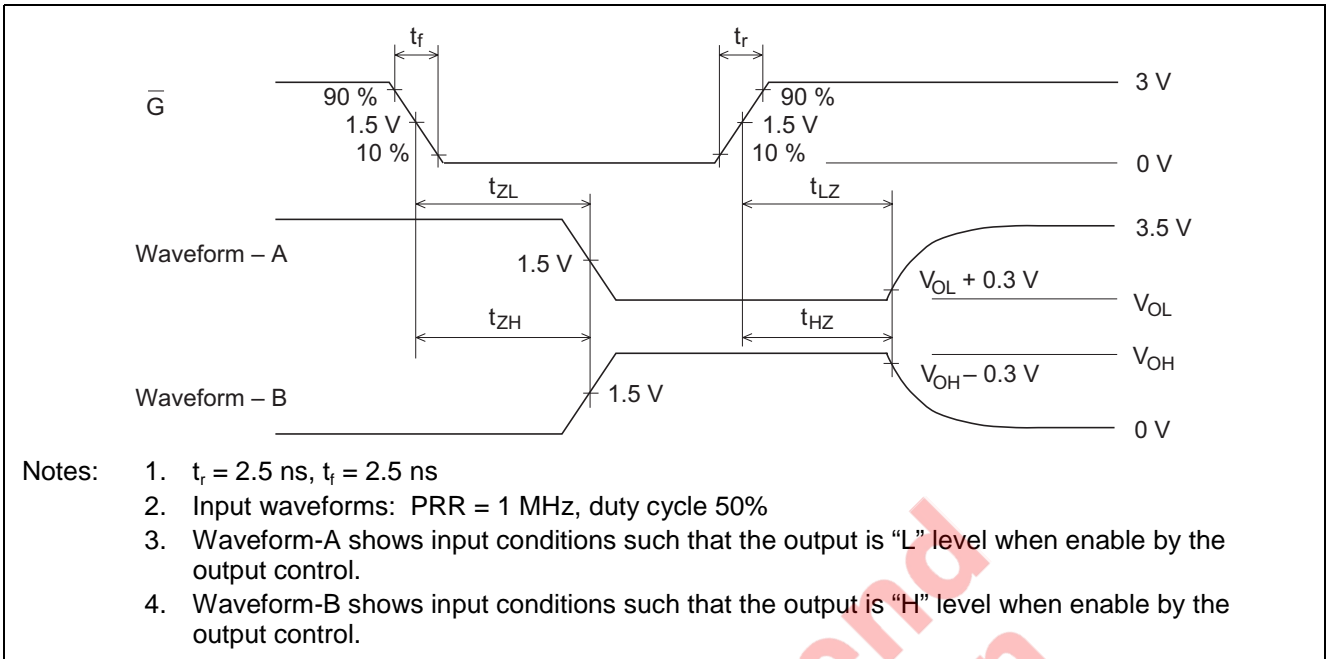 tf tr
G̅ 90 % 90 % 3 V
1.5 V 1.5 V
10 % 10 % 0 V
tZL tLZ
3.5 V
Waveform – A 1.5 V VOL + 0.3 V
VOL
tZH tHZ
VOH
VOH – 0.3 V
Waveform – B 1.5 V
0 V
Notes: 1. tr = 2.5 ns, tf = 2.5 ns
2. Input waveforms: PRR = 1 MHz, duty cycle 50%
3. Waveform-A shows input conditions such that the output is “L” level when enable by the
output control.
4. Waveform-B shows input conditions such that the output is “H” level when enable by the
output control.